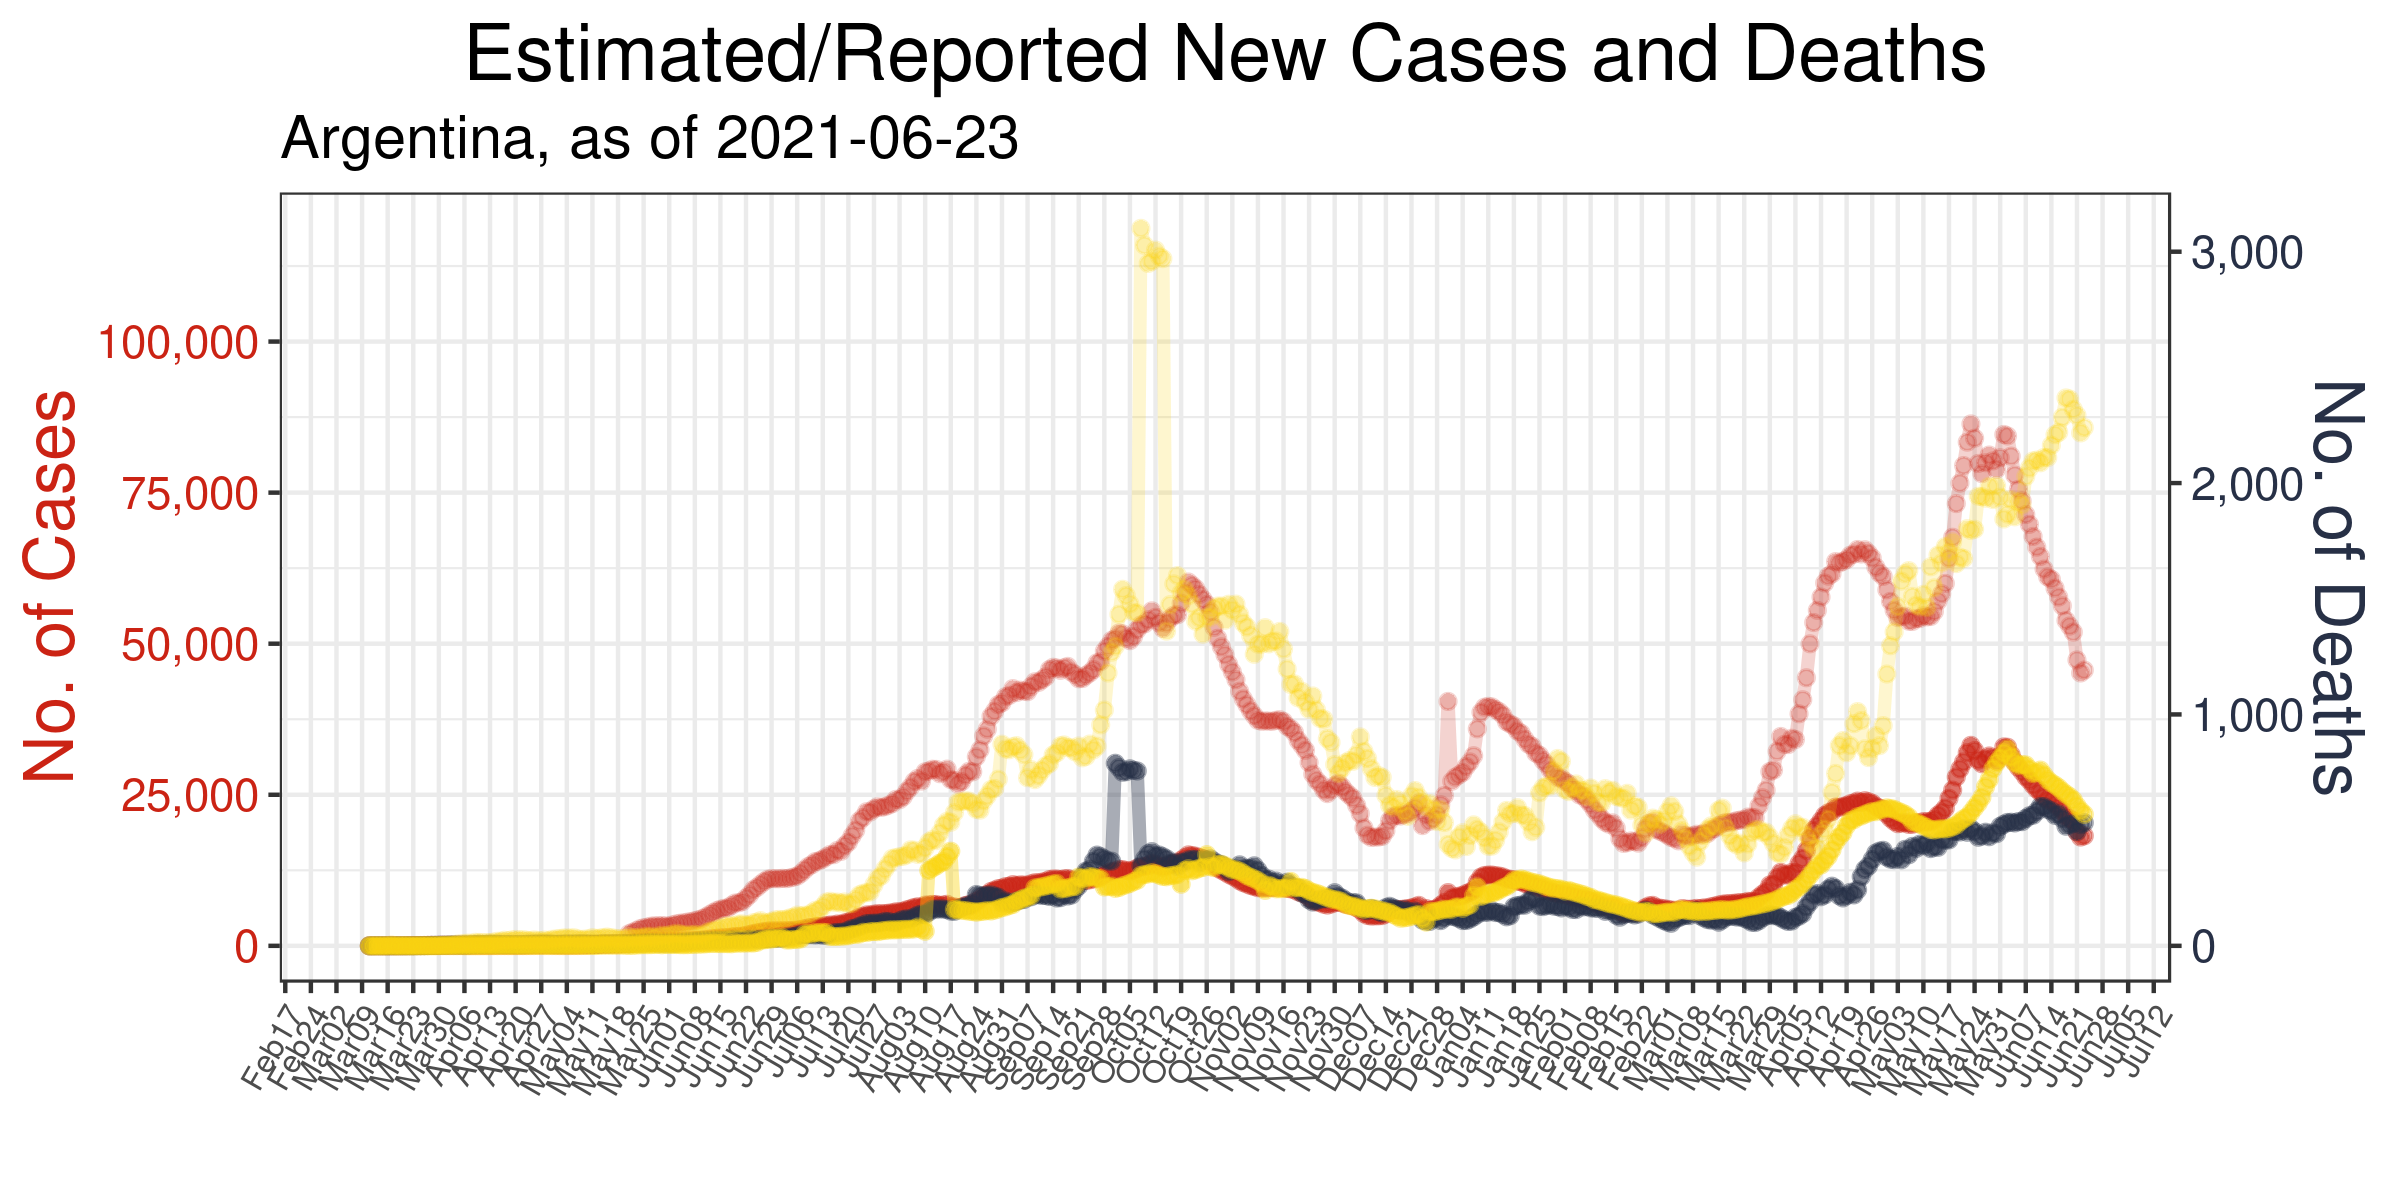 Estimated/Reported New Cases and Deaths
Argentina, as of 2021-06-23
No. of Cases
100,000
75,000
50,000
25,000
0
3,000
2,000
1,000
0
No. of Deaths
Feb17
Feb24
Mar02
Mar09
Mar16
Mar23
Mar30
Apr06
Apr13
Apr20
Apr27
May04
May11
May18
May25
Jun01
Jun08
Jun15
Jun22
Jun29
Jul06
Jul13
Jul20
Jul27
Aug03
Aug10
Aug17
Aug24
Aug31
Sep07
Sep14
Sep21
Sep28
Oct05
Oct12
Oct19
Oct26
Nov02
Nov09
Nov16
Nov23
Nov30
Dec07
Dec14
Dec21
Dec28
Jan04
Jan11
Jan18
Jan25
Feb01
Feb08
Feb15
Feb22
Mar01
Mar08
Mar15
Mar22
Mar29
Apr05
Apr12
Apr19
Apr26
May03
May10
May17
May24
May31
Jun07
Jun14
Jun21
Jun28
Jul05
Jul12